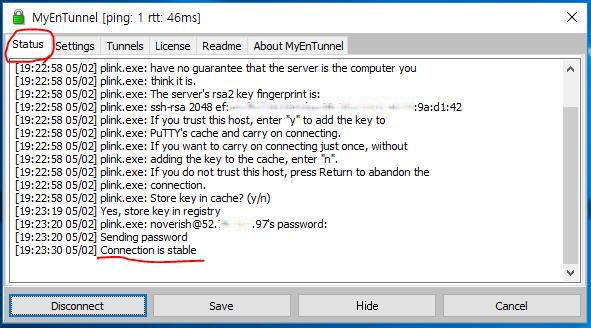 MyEnTunnel [ping: 1 rtt: 46ms]
Status Settings Tunnels License Readme About MyEnTunnel
[19:22:58 05/02] plink.exe: have no guarantee that the server is the computer you
[19:22:58 05/02] plink.exe: think it is.
[19:22:58 05/02] plink.exe: The server's rsa2 key fingerprint is:
[19:22:58 05/02] plink.exe: ssh-rsa 2048 ef: :9a:d1:42
[19:22:58 05/02] plink.exe: If you trust this host, enter "y" to add the key to
[19:22:58 05/02] plink.exe: PuTTY's cache and carry on connecting.
[19:22:58 05/02] plink.exe: If you want to carry on connecting just once, without
[19:22:58 05/02] plink.exe: adding the key to the cache, enter "n".
[19:22:58 05/02] plink.exe: If you do not trust this host, press Return to abandon the
[19:22:58 05/02] plink.exe: connection.
[19:22:58 05/02] plink.exe: Store key in cache? (y/n)
[19:23:19 05/02] Yes, store key in registry
[19:23:20 05/02] plink.exe: noverish@52. .97's password:
[19:23:20 05/02] Sending password
[19:23:30 05/02] Connection is stable
Disconnect Save Hide Cancel